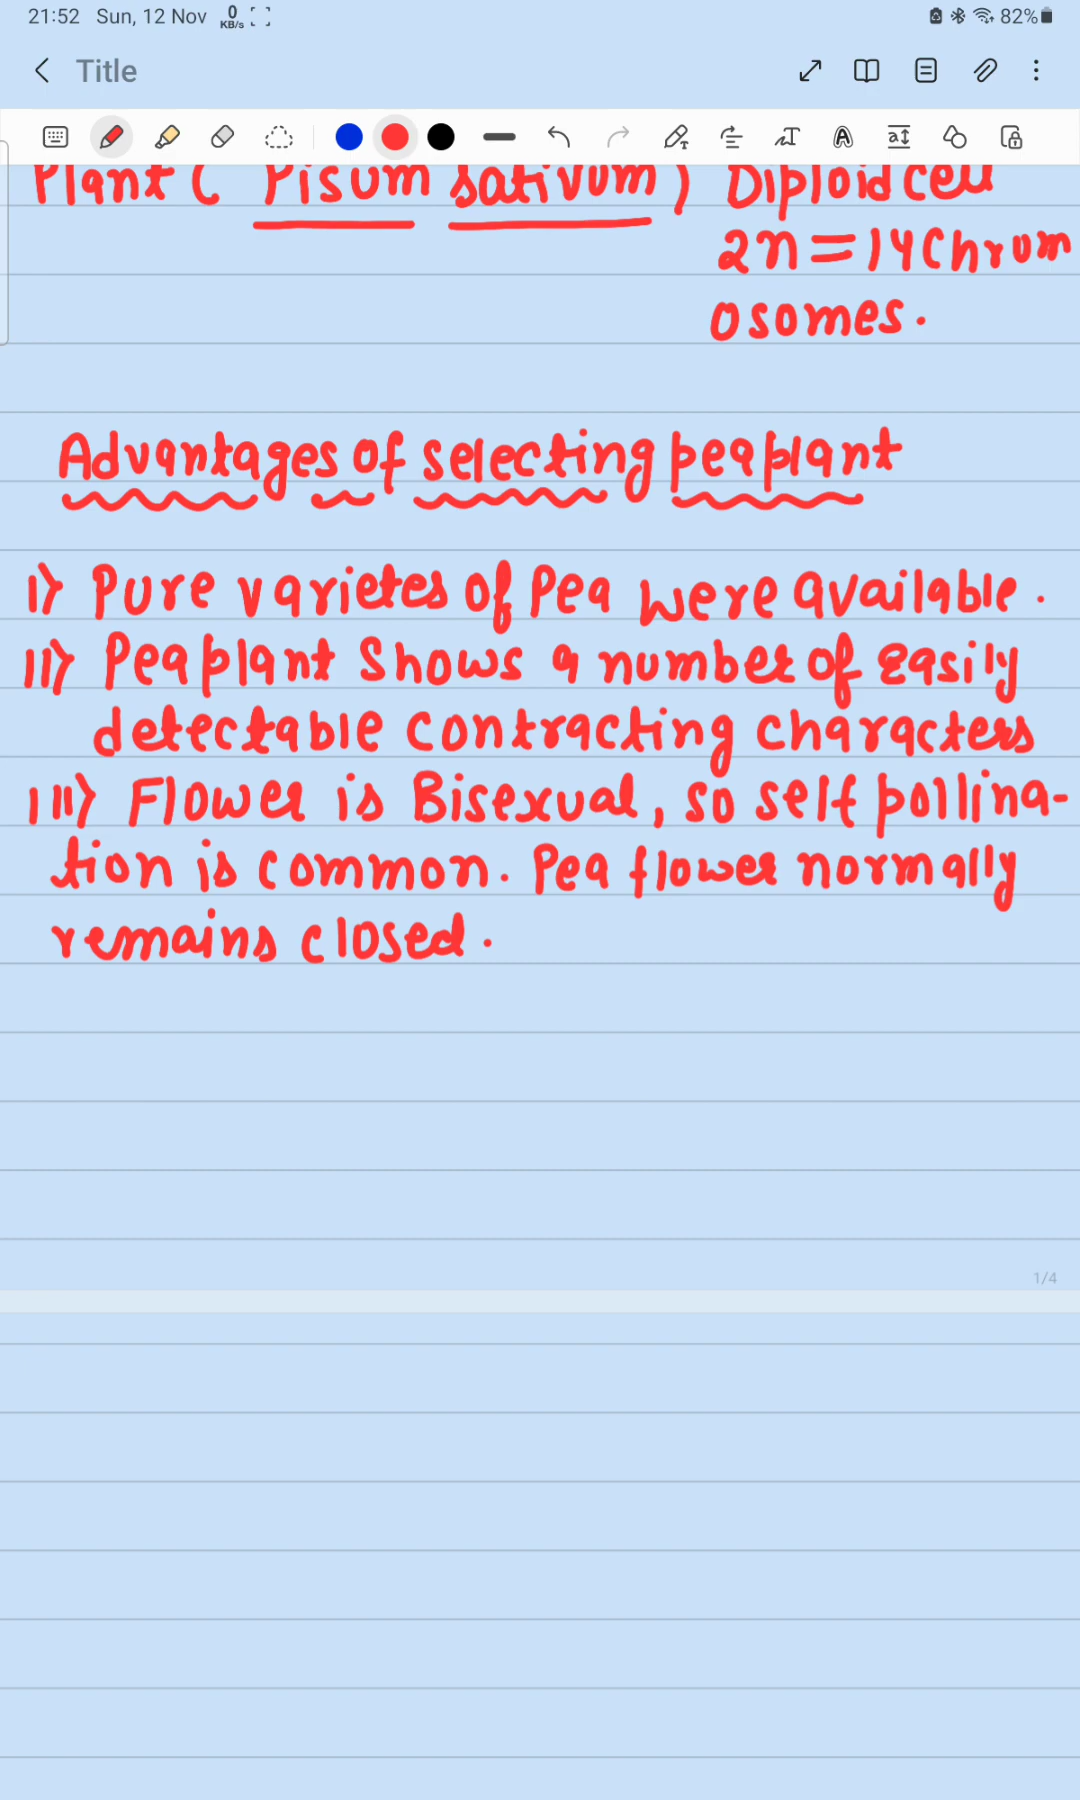 21:52 Sun, 12 Nov 0 KB/s 82%
Title
Plant ( Pisum sativum ) Diploid cell
2n=14 Chrom
osomes.
Advantages of selecting pea plant
i) Pure varietes of Pea were available.
ii) Pea plant shows a number of easily
detectable contracting characters
iii) Flower is Bisexual, so self pollina-
tion is common. Pea flower normally
remains closed.
1/4